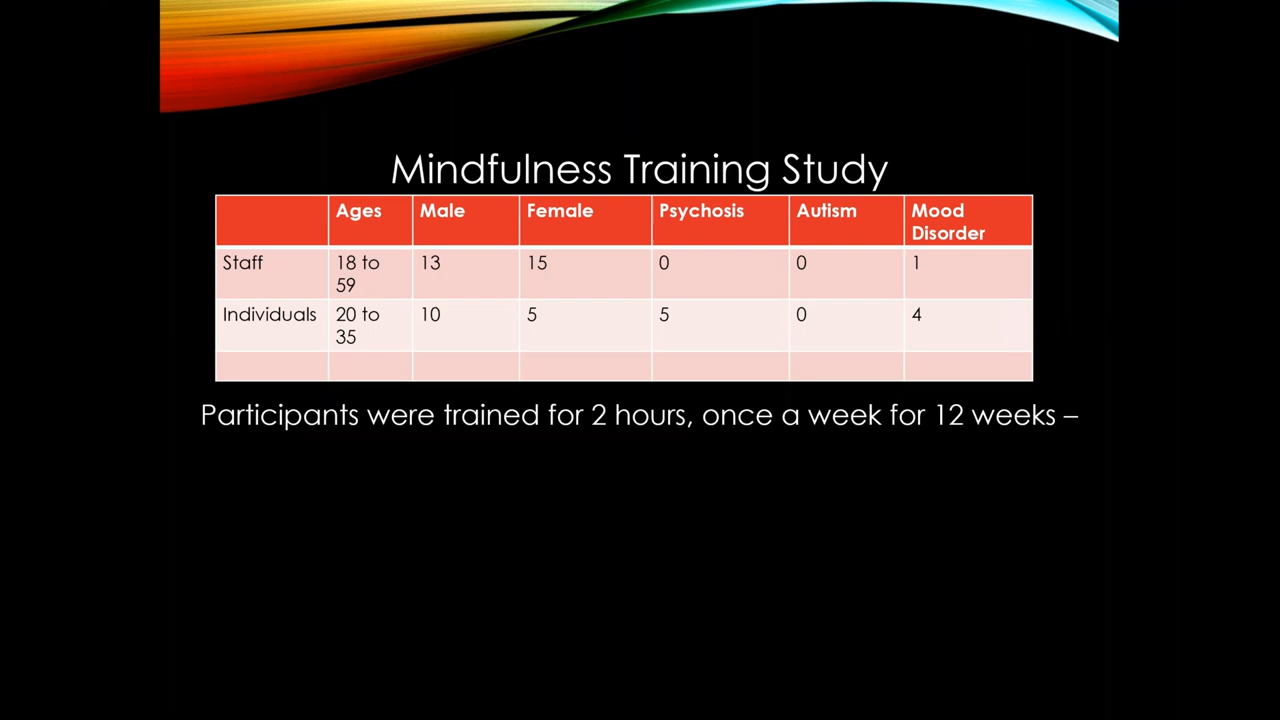 Mindfulness Training Study
Ages Male Female Psychosis Autism Mood
Disorder
Staff 18 to 13 15 0 0 1
59
Individuals 20 to 10 5 5 0 4
35
Participants were trained for 2 hours, once a week for 12 weeks –